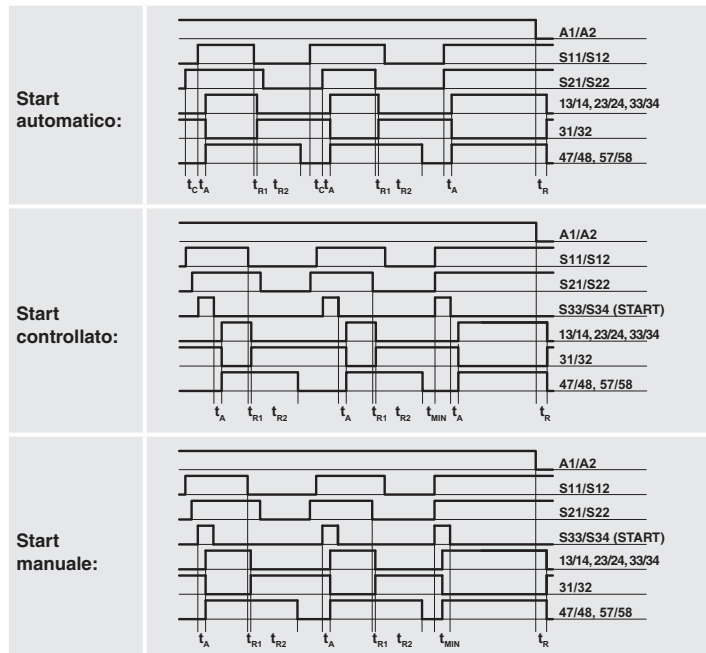 Start
automatico:
A1/A2
S11/S12
S21/S22
13/14, 23/24, 33/34
31/32
47/48, 57/58
tC tA tR1 tR2 tC tA tR1 tR2 tA tR
Start
controllato:
A1/A2
S11/S12
S21/S22
S33/S34 (START)
13/14, 23/24, 33/34
31/32
47/48, 57/58
tA tR1 tR2 tA tR1 tR2 tMIN tA tR
Start
manuale:
A1/A2
S11/S12
S21/S22
S33/S34 (START)
13/14, 23/24, 33/34
31/32
47/48, 57/58
tA tR1 tR2 tA tR1 tR2 tMIN tR